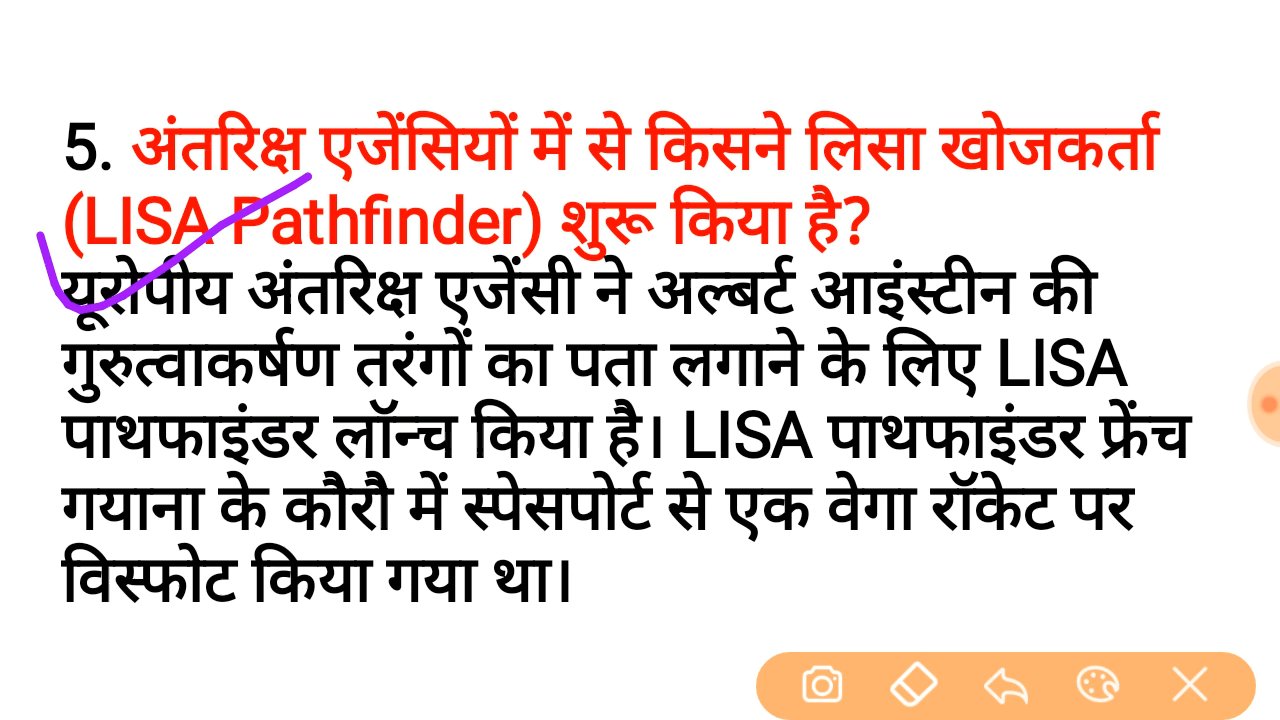 5. अंतरिक्ष एजेंसियों में से किसने लिसा खोजकर्ता
(LISA Pathfinder) शुरू किया है?
यूरोपीय अंतरिक्ष एजेंसी ने अल्बर्ट आइंस्टीन की
गुरुत्वाकर्षण तरंगों का पता लगाने के लिए LISA
पाथफाइंडर लॉन्च किया है। LISA पाथफाइंडर फ्रेंच
गयाना के कौरौ में स्पेसपोर्ट से एक वेगा रॉकेट पर
विस्फोट किया गया था।